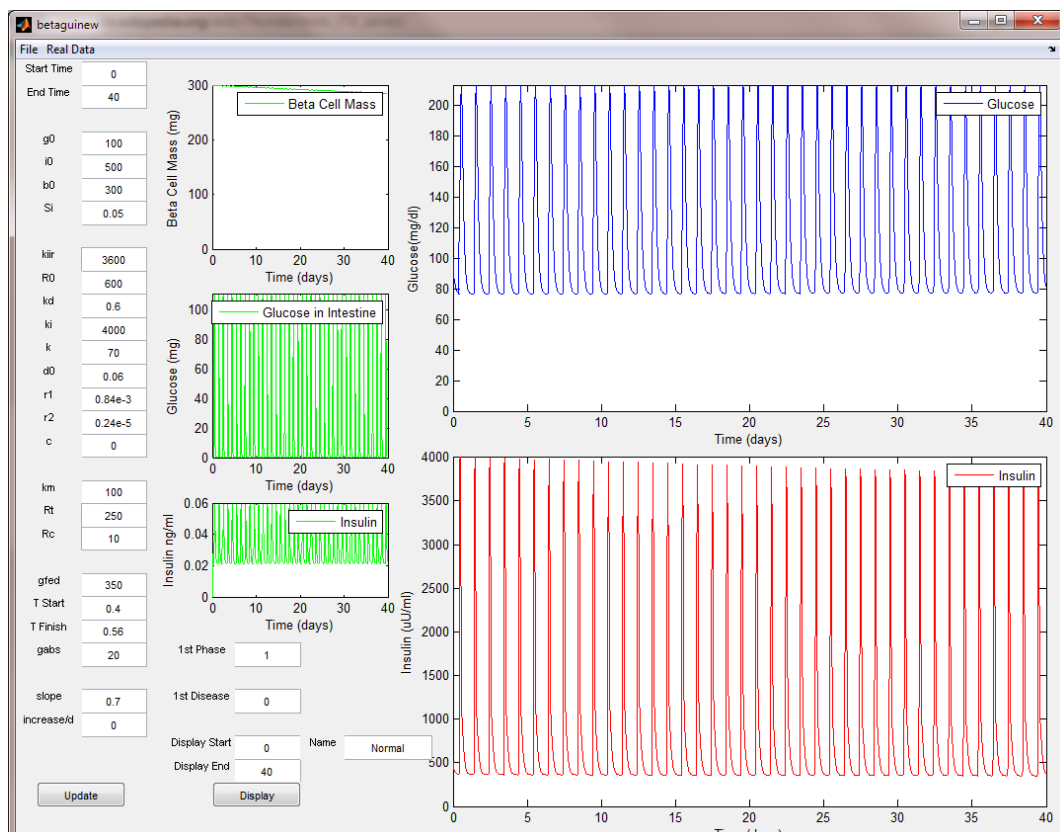 betaguinew
File Real Data
Start Time 0
End Time 40
g0 100
i0 500
b0 300
Si 0.05
kiir 3600
R0 600
kd 0.6
ki 4000
k 70
d0 0.06
r1 0.84e-3
r2 0.24e-5
c 0
km 100
Rt 250
Rc 10
gfed 350
T Start 0.4
T Finish 0.56
gabs 20
slope 0.7
increase/d 0
Update
1st Phase 1
1st Disease 0
Display Start 0 Name Normal
Display End 40
Display
Beta Cell Mass
Beta Cell Mass (mg)
300
200
100
0
0 10 20 30 40
Time (days)
Glucose in Intestine
Glucose (mg)
100
80
60
40
20
0
0 10 20 30 40
Time (days)
Insulin
Insulin ng/ml
0.06
0.04
0.02
0
0 10 20 30 40
Time (days)
Glucose
Glucose(mg/dl)
200
180
160
140
120
100
80
60
40
20
0
0 5 10 15 20 25 30 35 40
Time (days)
Insulin
Insulin (uU/ml)
4000
3500
3000
2500
2000
1500
1000
500
0
0 5 10 15 20 25 30 35 40
Time (days)